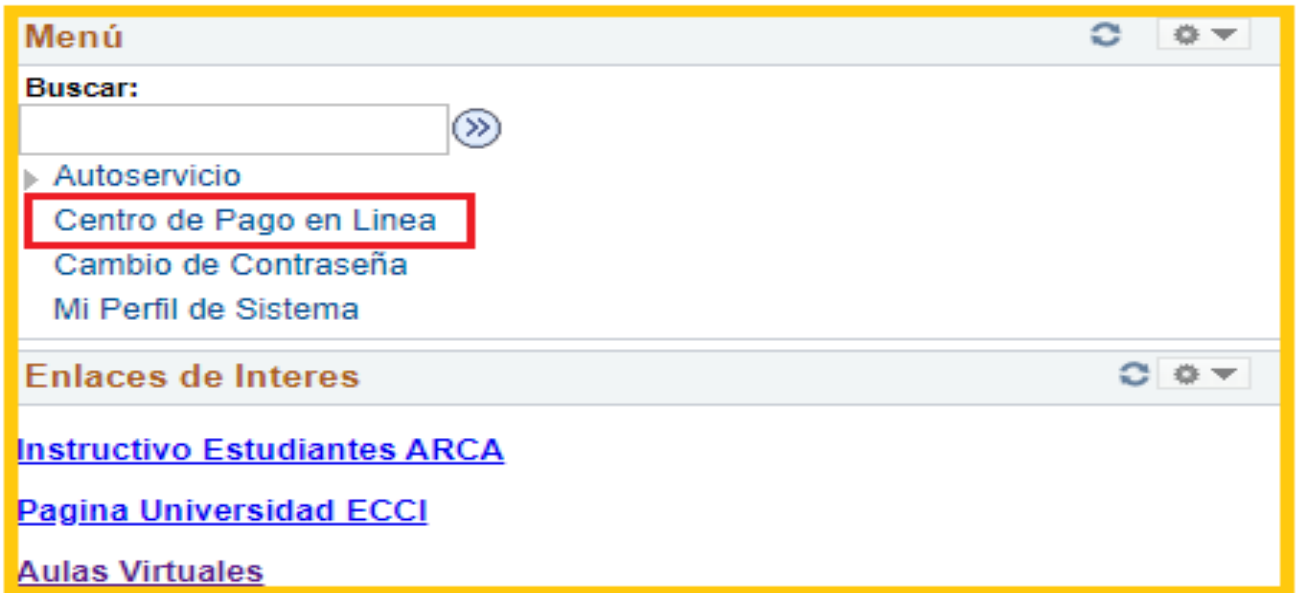 Menú
Buscar:
Autoservicio
Centro de Pago en Linea
Cambio de Contraseña
Mi Perfil de Sistema
Enlaces de Interes
Instructivo Estudiantes ARCA
Pagina Universidad ECCI
Aulas Virtuales